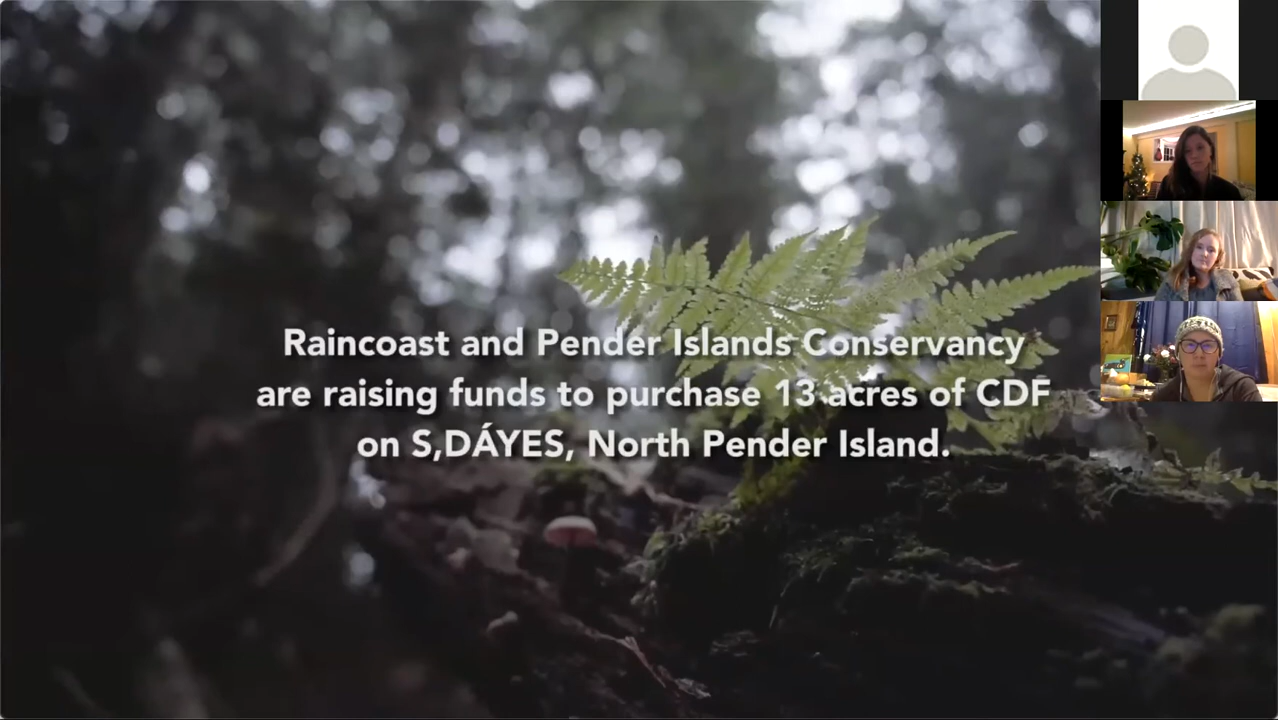 Raincoast and Pender Islands Conservancy
are raising funds to purchase 13 acres of CDF
on S,DÁYES, North Pender Island.